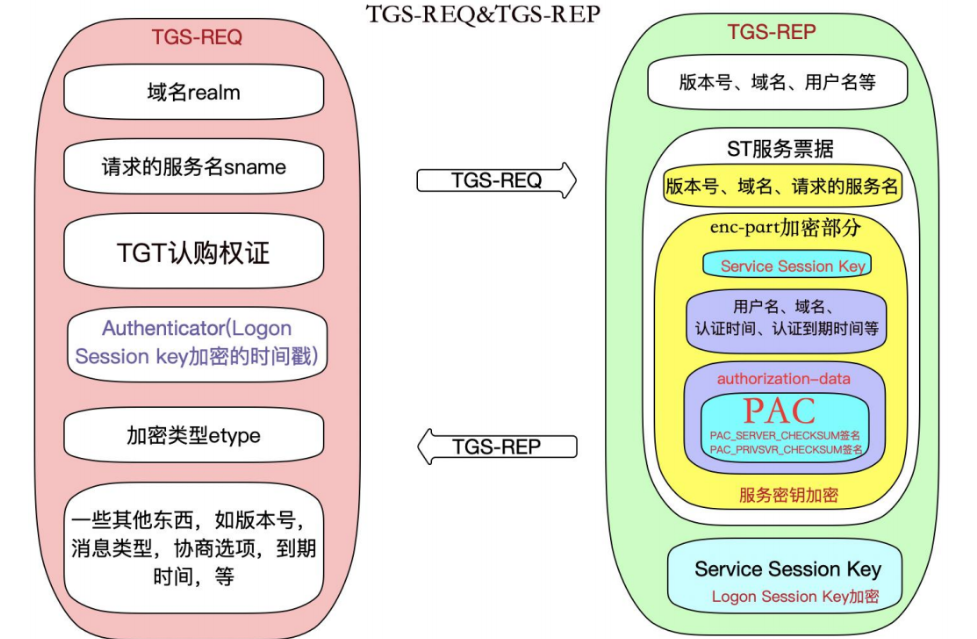 TGS-REQ&TGS-REP
TGS-REQ
域名realm
请求的服务名sname
TGT认购权证
Authenticator(Logon
Session key加密的时间戳)
加密类型etype
一些其他东西，如版本号，
消息类型，协商选项，到期
时间，等
TGS-REQ
TGS-REP
TGS-REP
版本号、域名、用户名等
ST服务票据
版本号、域名、请求的服务名
enc-part加密部分
Service Session Key
用户名、域名、
认证时间、认证到期时间等
authorization-data
PAC
PAC_SERVER_CHECKSUM签名
PAC_PRIVSVR_CHECKSUM签名
服务密钥加密
Service Session Key
Logon Session Key加密